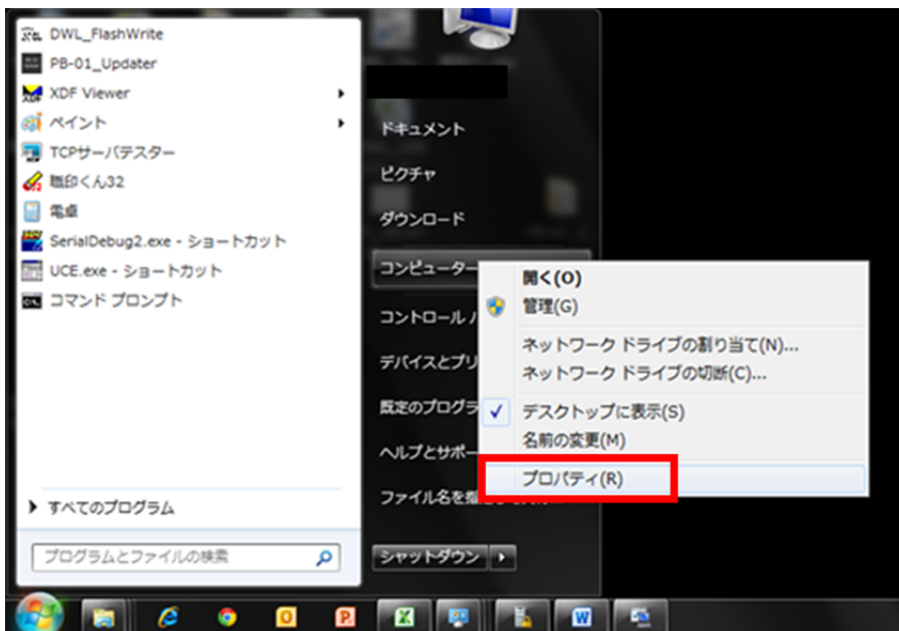 DWL_FlashWrite
PB-01_Updater
XDF Viewer
ペイント
TCPサーバテスター
職印くん32
電卓
SerialDebug2.exe - ショートカット
UCE.exe - ショートカット
コマンド プロンプト
すべてのプログラム
プログラムとファイルの検索
ドキュメント
ピクチャ
ダウンロード
コンピューター
コントロール
デバイスとプリ
既定のプログラ
ヘルプとサポー
ファイル名を指
シャットダウン
開く(O)
管理(G)
ネットワーク ドライブの割り当て(N)...
ネットワーク ドライブの切断(C)...
デスクトップに表示(S)
名前の変更(M)
プロパティ(R)